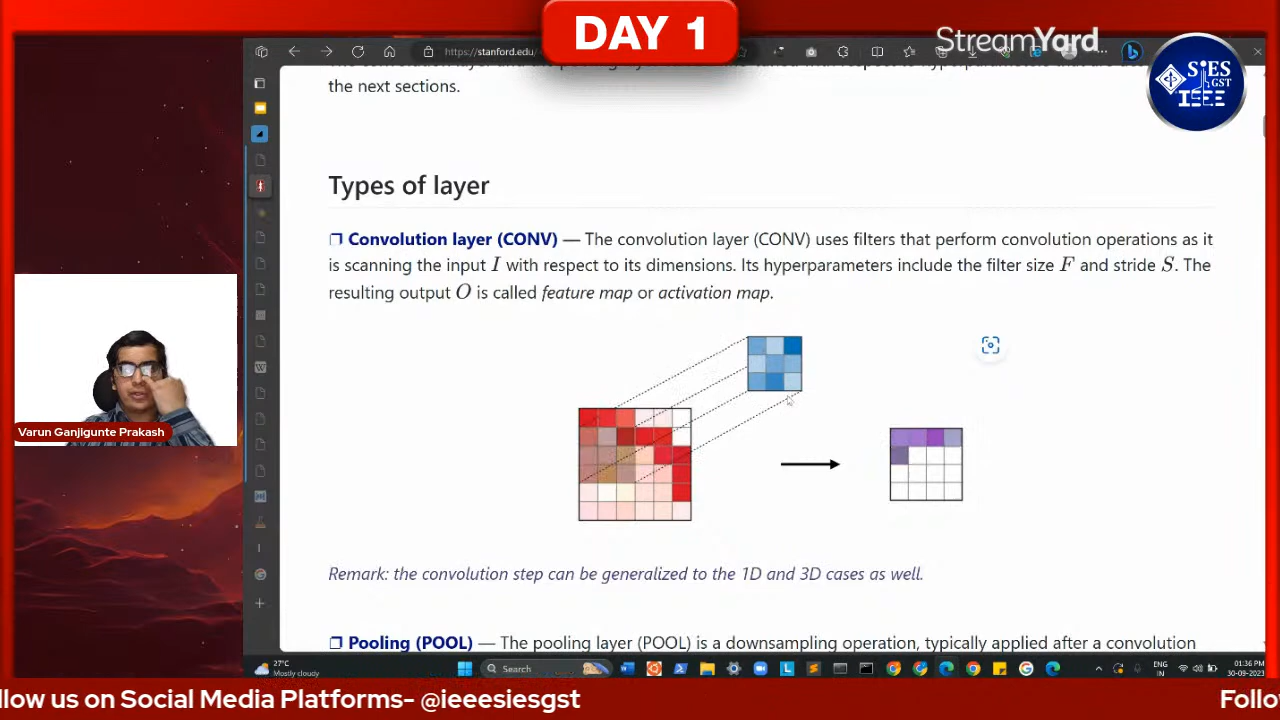 DAY 1
StreamYard
https://stanford.edu/
SIES
GST
IEEE
the next sections.
Types of layer
Convolution layer (CONV) — The convolution layer (CONV) uses filters that perform convolution operations as it
is scanning the input I with respect to its dimensions. Its hyperparameters include the filter size F and stride S. The
resulting output O is called feature map or activation map.
Varun Ganjigunte Prakash
Remark: the convolution step can be generalized to the 1D and 3D cases as well.
Pooling (POOL) — The pooling layer (POOL) is a downsampling operation, typically applied after a convolution
27°C
Mostly cloudy
Search
ENG
IN
01:36 PM
30-09-2023
llow us on Social Media Platforms- @ieeesiesgst
Follo